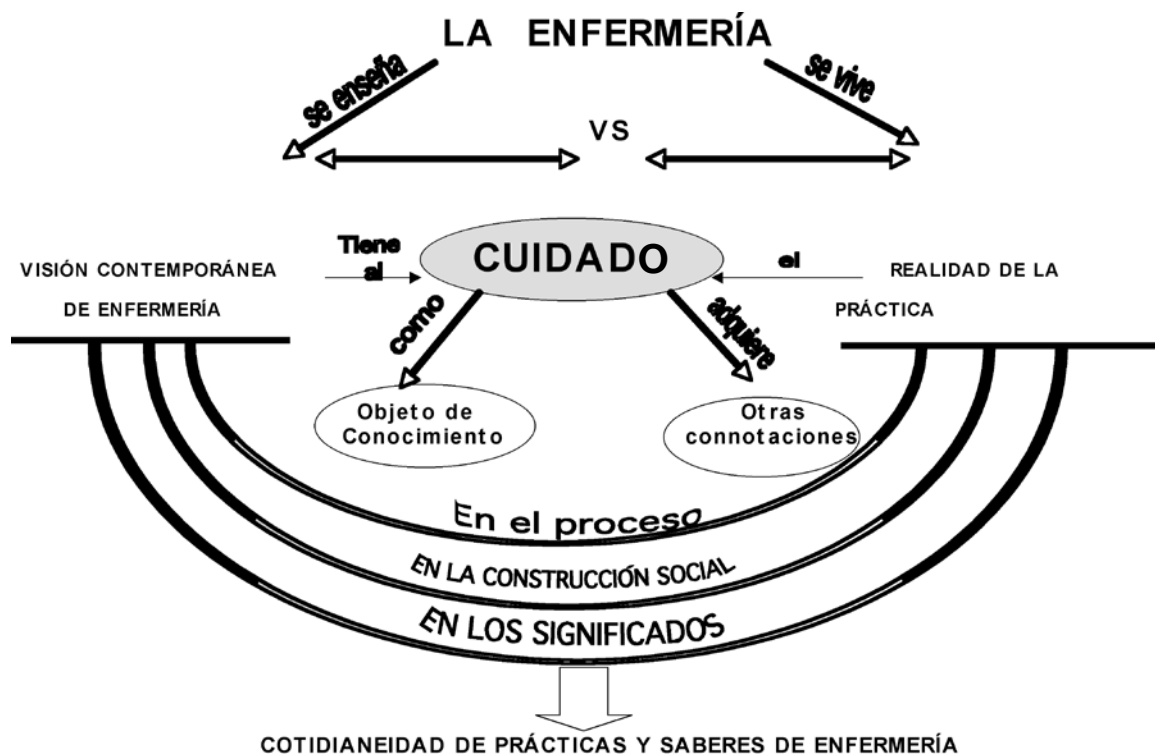 LA ENFERMERÍA
se enseña
se vive
VS
Tiene
al
CUIDADO
el
VISIÓN CONTEMPORÁNEA
DE ENFERMERÍA
REALIDAD DE LA
PRÁCTICA
como
adquiere
Objeto de
Conocimiento
Otras
connotaciones
En el proceso
EN LA CONSTRUCCIÓN SOCIAL
EN LOS SIGNIFICADOS
COTIDIANEIDAD DE PRÁCTICAS Y SABERES DE ENFERMERÍA